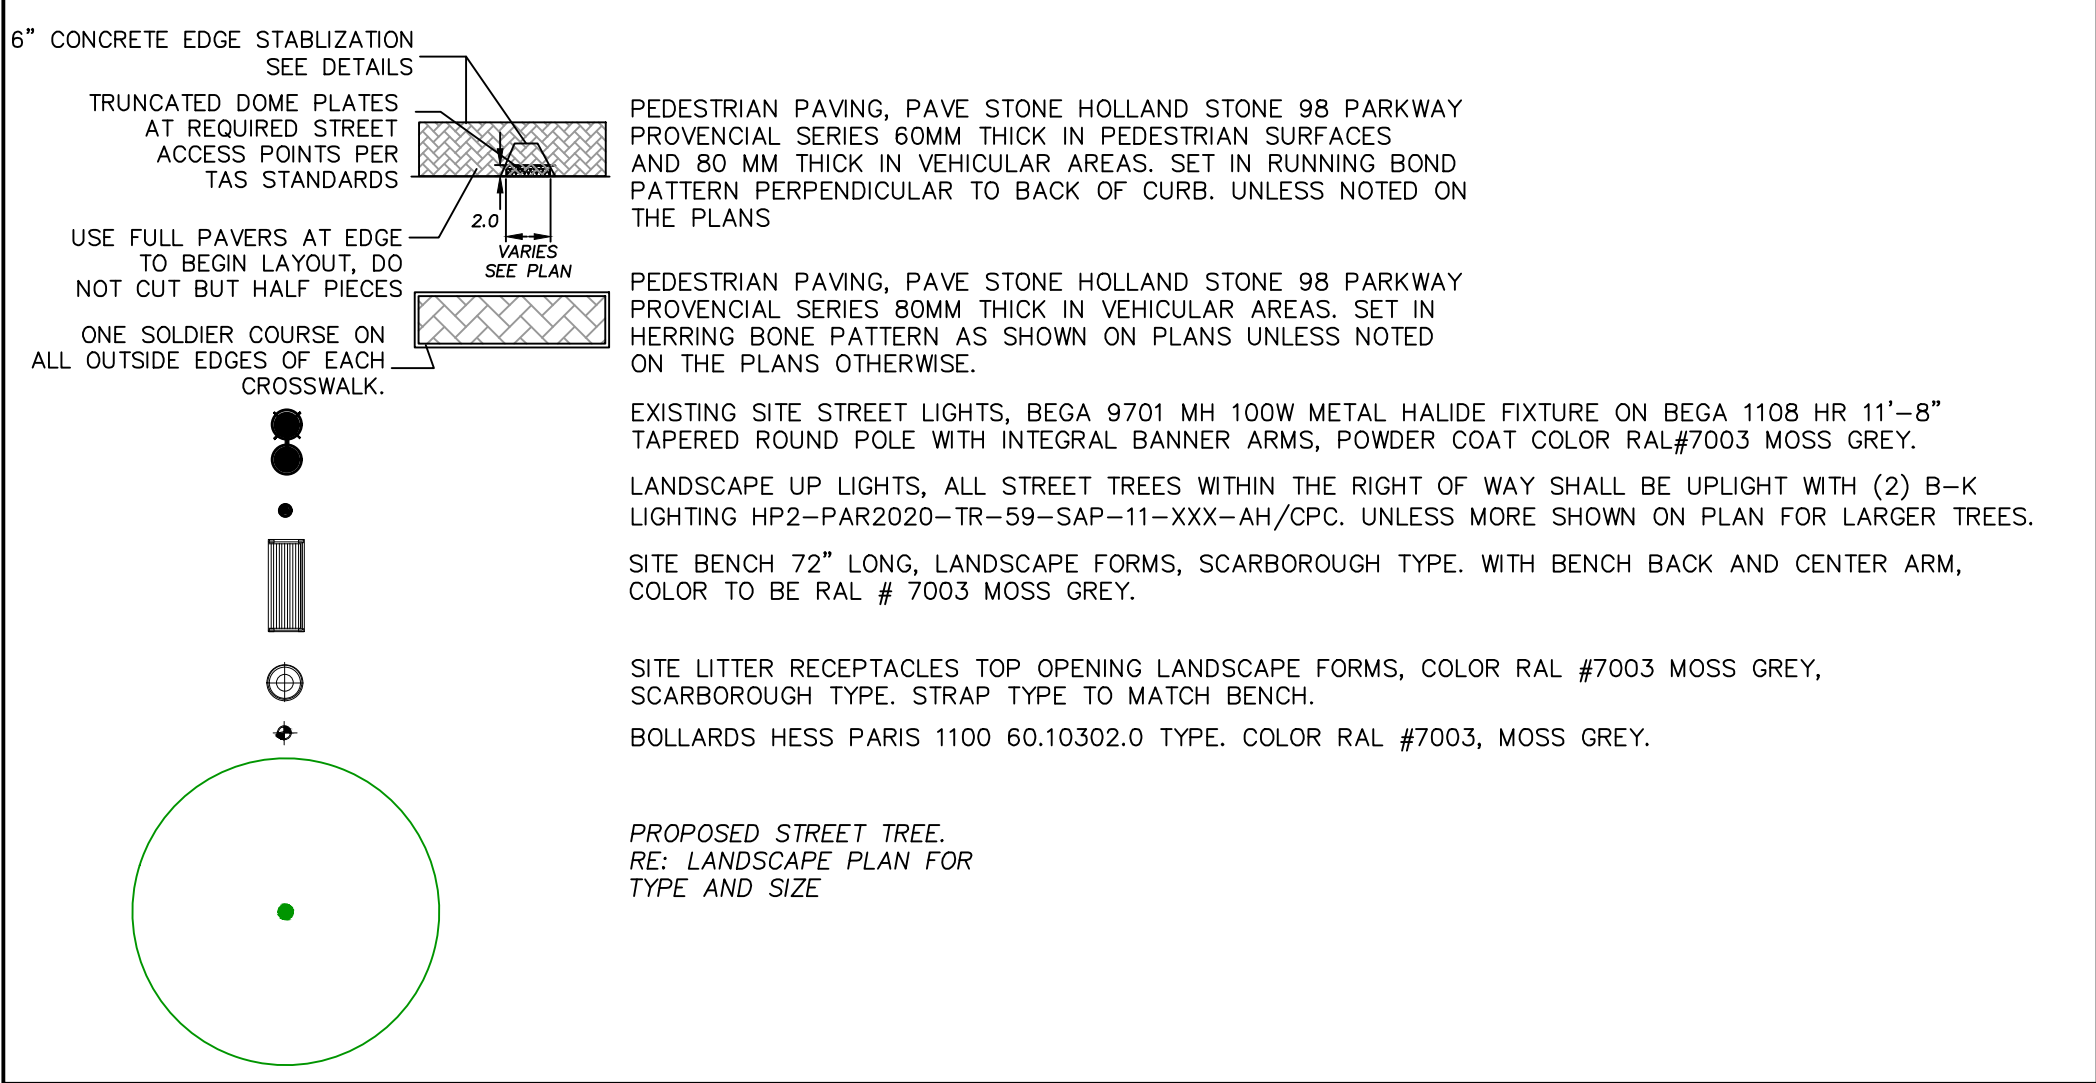 6” CONCRETE EDGE STABLIZATION
SEE DETAILS
TRUNCATED DOME PLATES
AT REQUIRED STREET
ACCESS POINTS PER
TAS STANDARDS
USE FULL PAVERS AT EDGE
TO BEGIN LAYOUT, DO
NOT CUT BUT HALF PIECES
ONE SOLDIER COURSE ON
ALL OUTSIDE EDGES OF EACH
CROSSWALK.
2.0
VARIES
SEE PLAN
PEDESTRIAN PAVING, PAVE STONE HOLLAND STONE 98 PARKWAY
PROVENCIAL SERIES 60MM THICK IN PEDESTRIAN SURFACES
AND 80 MM THICK IN VEHICULAR AREAS. SET IN RUNNING BOND
PATTERN PERPENDICULAR TO BACK OF CURB. UNLESS NOTED ON
THE PLANS
PEDESTRIAN PAVING, PAVE STONE HOLLAND STONE 98 PARKWAY
PROVENCIAL SERIES 80MM THICK IN VEHICULAR AREAS. SET IN
HERRING BONE PATTERN AS SHOWN ON PLANS UNLESS NOTED
ON THE PLANS OTHERWISE.
EXISTING SITE STREET LIGHTS, BEGA 9701 MH 100W METAL HALIDE FIXTURE ON BEGA 1108 HR 11’-8”
TAPERED ROUND POLE WITH INTEGRAL BANNER ARMS, POWDER COAT COLOR RAL#7003 MOSS GREY.
LANDSCAPE UP LIGHTS, ALL STREET TREES WITHIN THE RIGHT OF WAY SHALL BE UPLIGHT WITH (2) B-K
LIGHTING HP2-PAR2020-TR-59-SAP-11-XXX-AH/CPC. UNLESS MORE SHOWN ON PLAN FOR LARGER TREES.
SITE BENCH 72” LONG, LANDSCAPE FORMS, SCARBOROUGH TYPE. WITH BENCH BACK AND CENTER ARM,
COLOR TO BE RAL # 7003 MOSS GREY.
SITE LITTER RECEPTACLES TOP OPENING LANDSCAPE FORMS, COLOR RAL #7003 MOSS GREY,
SCARBOROUGH TYPE. STRAP TYPE TO MATCH BENCH.
BOLLARDS HESS PARIS 1100 60.10302.0 TYPE. COLOR RAL #7003, MOSS GREY.
PROPOSED STREET TREE.
RE: LANDSCAPE PLAN FOR
TYPE AND SIZE